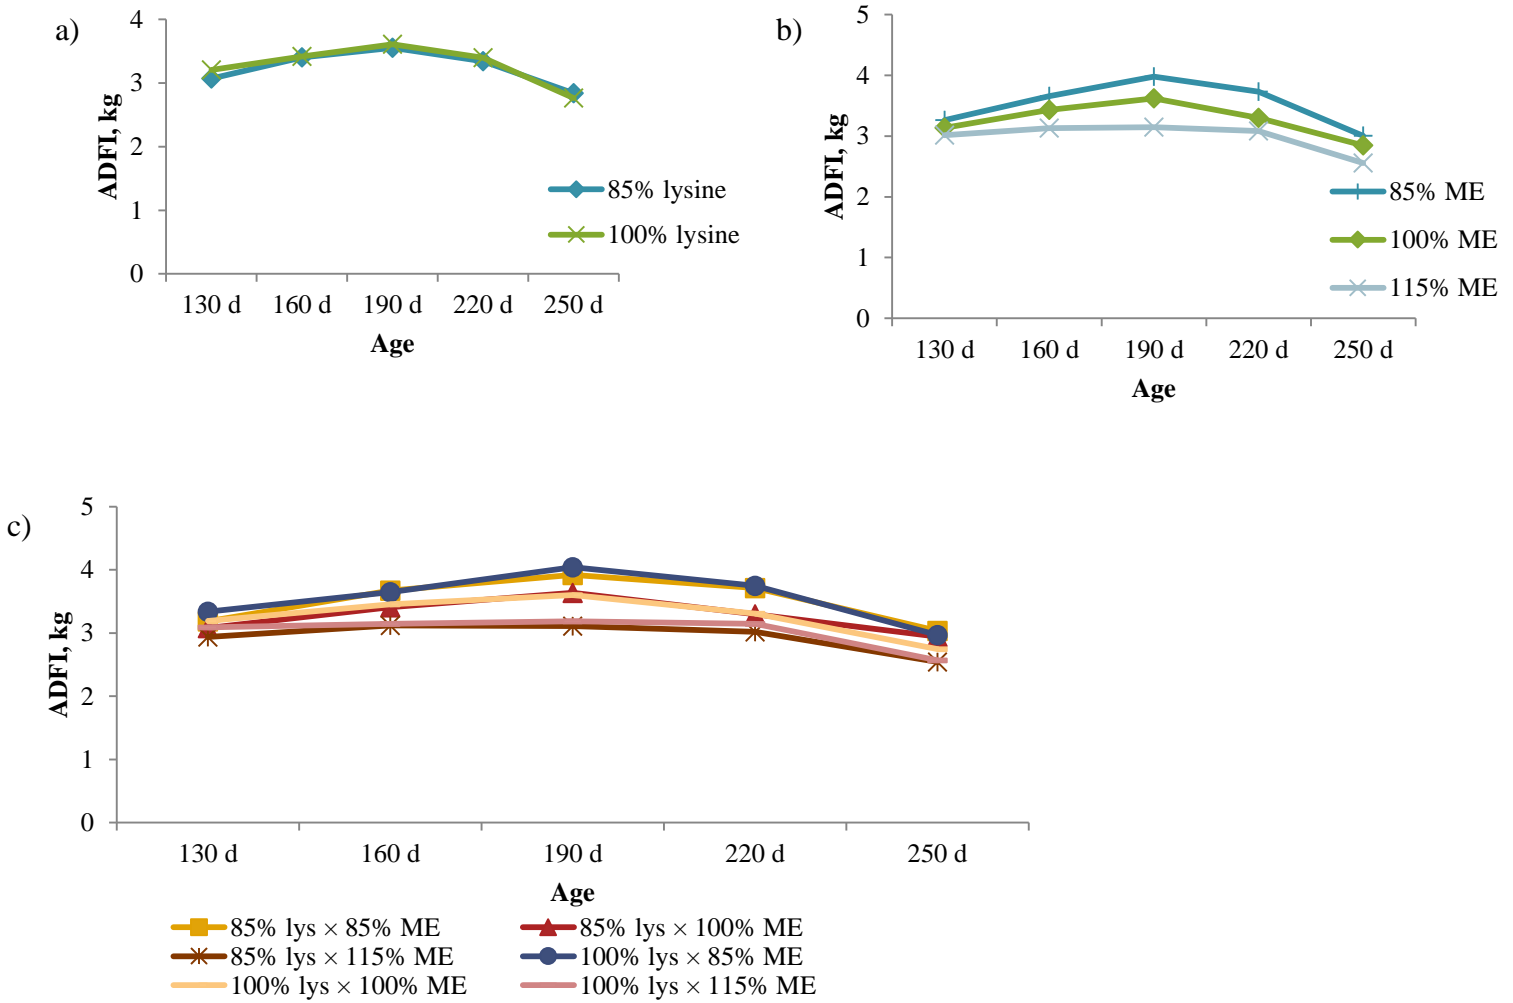 a)
4
3
2
1
0
ADFI, kg
130 d 160 d 190 d 220 d 250 d
Age
85% lysine
100% lysine
b)
5
4
3
2
1
0
ADFI, kg
130 d 160 d 190 d 220 d 250 d
Age
85% ME
100% ME
115% ME
c)
5
4
3
2
1
0
ADFI, kg
130 d 160 d 190 d 220 d 250 d
Age
85% lys × 85% ME 85% lys × 100% ME
85% lys × 115% ME 100% lys × 85% ME
100% lys × 100% ME 100% lys × 115% ME